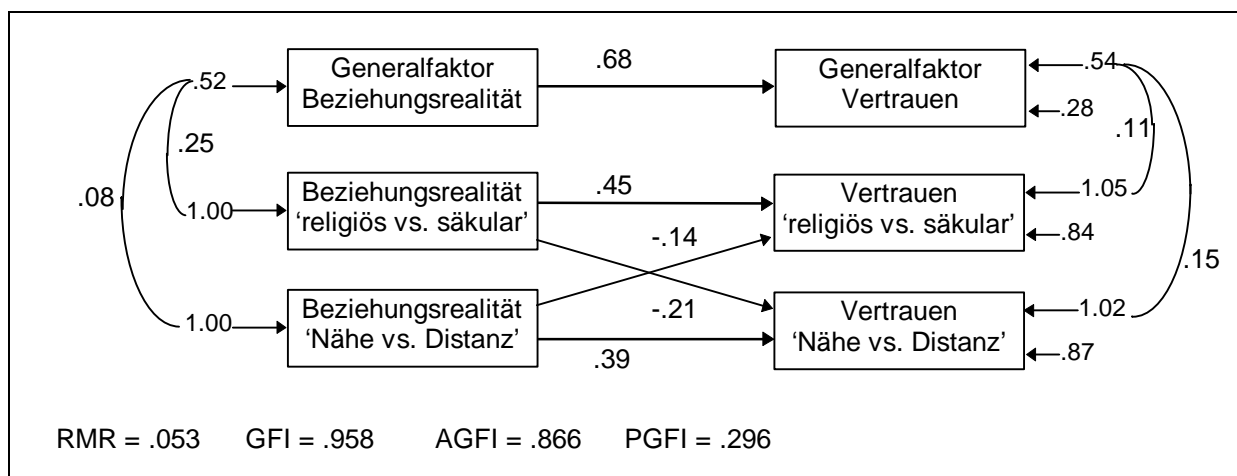 .68
.52
Generalfaktor
Beziehungsrealität
Generalfaktor
Vertrauen
.54
.28
.25
.11
.08
.45
1.00
Beziehungsrealität
‘religiös vs. säkular’
Vertrauen
‘religiös vs. säkular’
1.05
.84
-.14
.15
-.21
1.00
Beziehungsrealität
‘Nähe vs. Distanz’
Vertrauen
‘Nähe vs. Distanz’
1.02
.87
.39
RMR = .053 GFI = .958 AGFI = .866 PGFI = .296